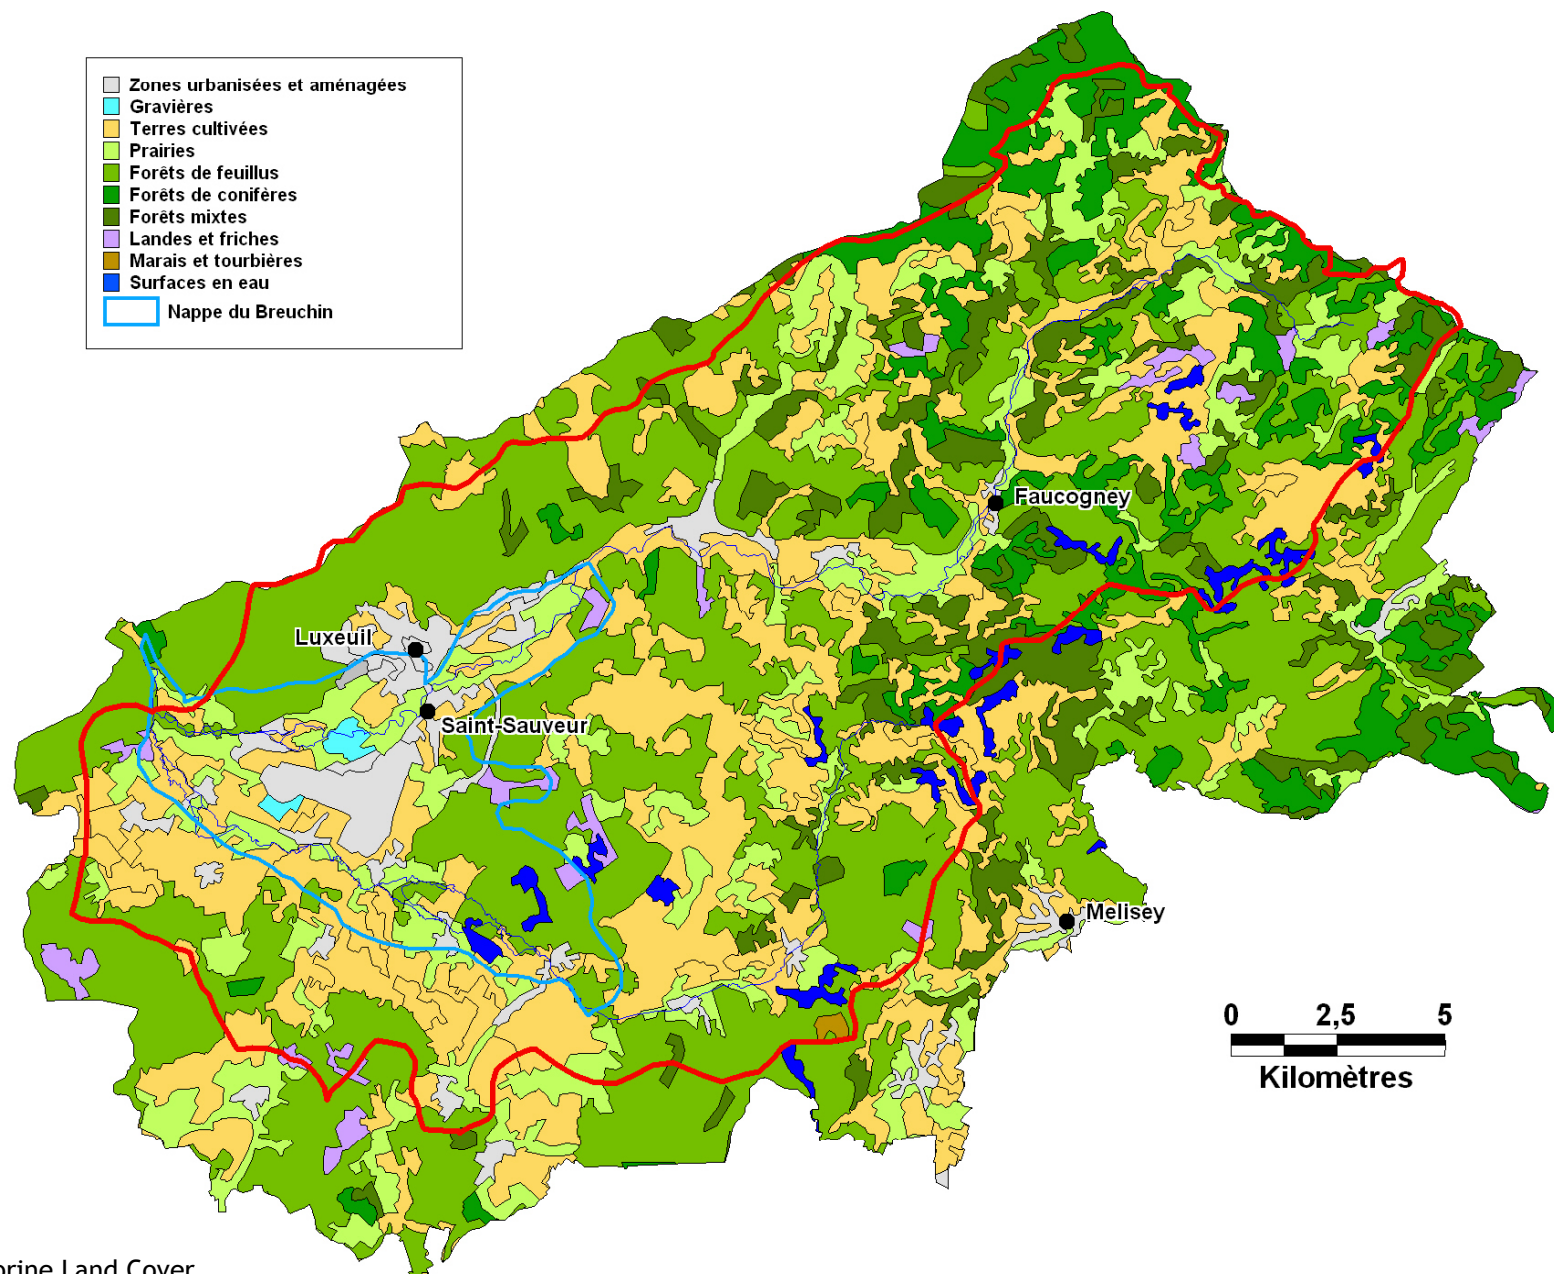 Zones urbanisées et aménagées
Gravières
Terres cultivées
Prairies
Forêts de feuillus
Forêts de conifères
Forêts mixtes
Landes et friches
Marais et tourbières
Surfaces en eau
Nappe du Breuchin
Faucogney
Luxeuil
Saint-Sauveur
Melisey
0 2,5 5
Kilomètres
Land Cover